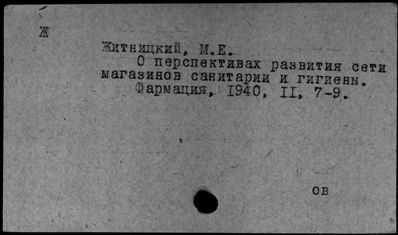 Ж
Житницкий, М.Е.
О перспективах развития сети
магазинов санитарии и гигиены.
Фармация, 1940, II, 7-9.
ов